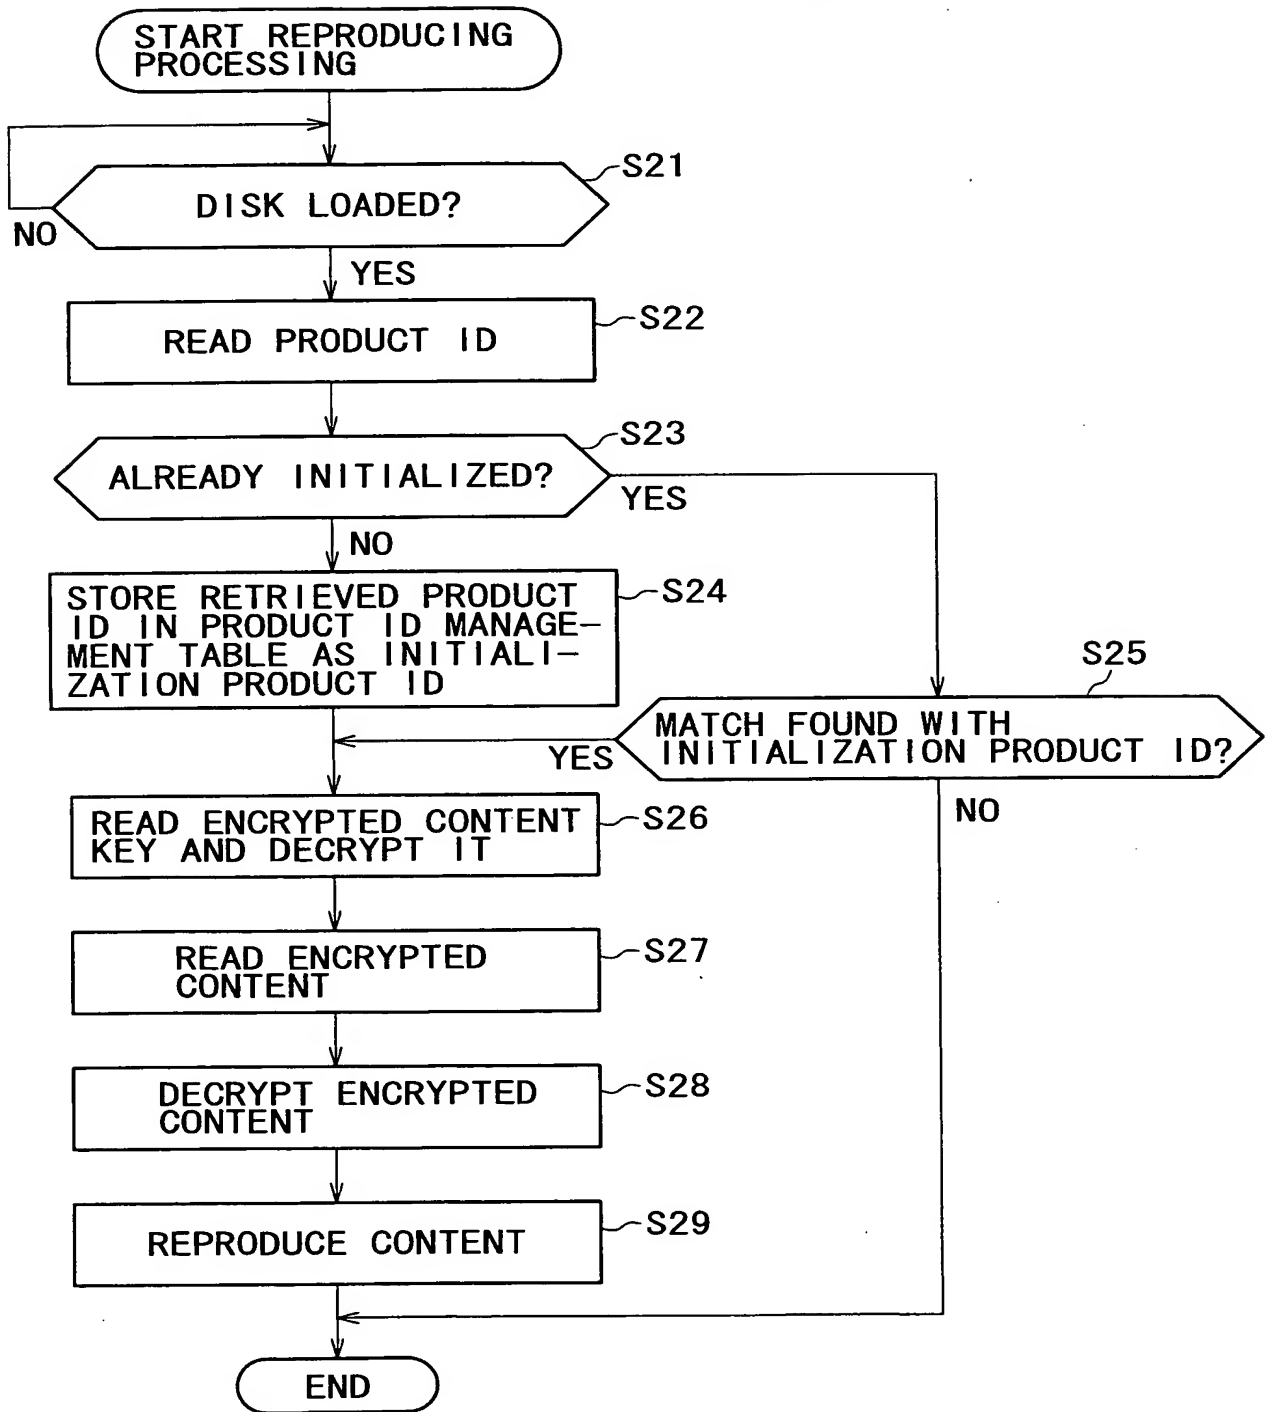 START REPRODUCING
PROCESSING
S21
DISK LOADED?
NO
YES
S22
READ PRODUCT ID
S23
ALREADY INITIALIZED?
YES
NO
S24
STORE RETRIEVED PRODUCT
ID IN PRODUCT ID MANAGE-
MENT TABLE AS INITIALI-
ZATION PRODUCT ID
S25
MATCH FOUND WITH
INITIALIZATION PRODUCT ID?
YES
NO
S26
READ ENCRYPTED CONTENT
KEY AND DECRYPT IT
S27
READ ENCRYPTED
CONTENT
S28
DECRYPT ENCRYPTED
CONTENT
S29
REPRODUCE CONTENT
END